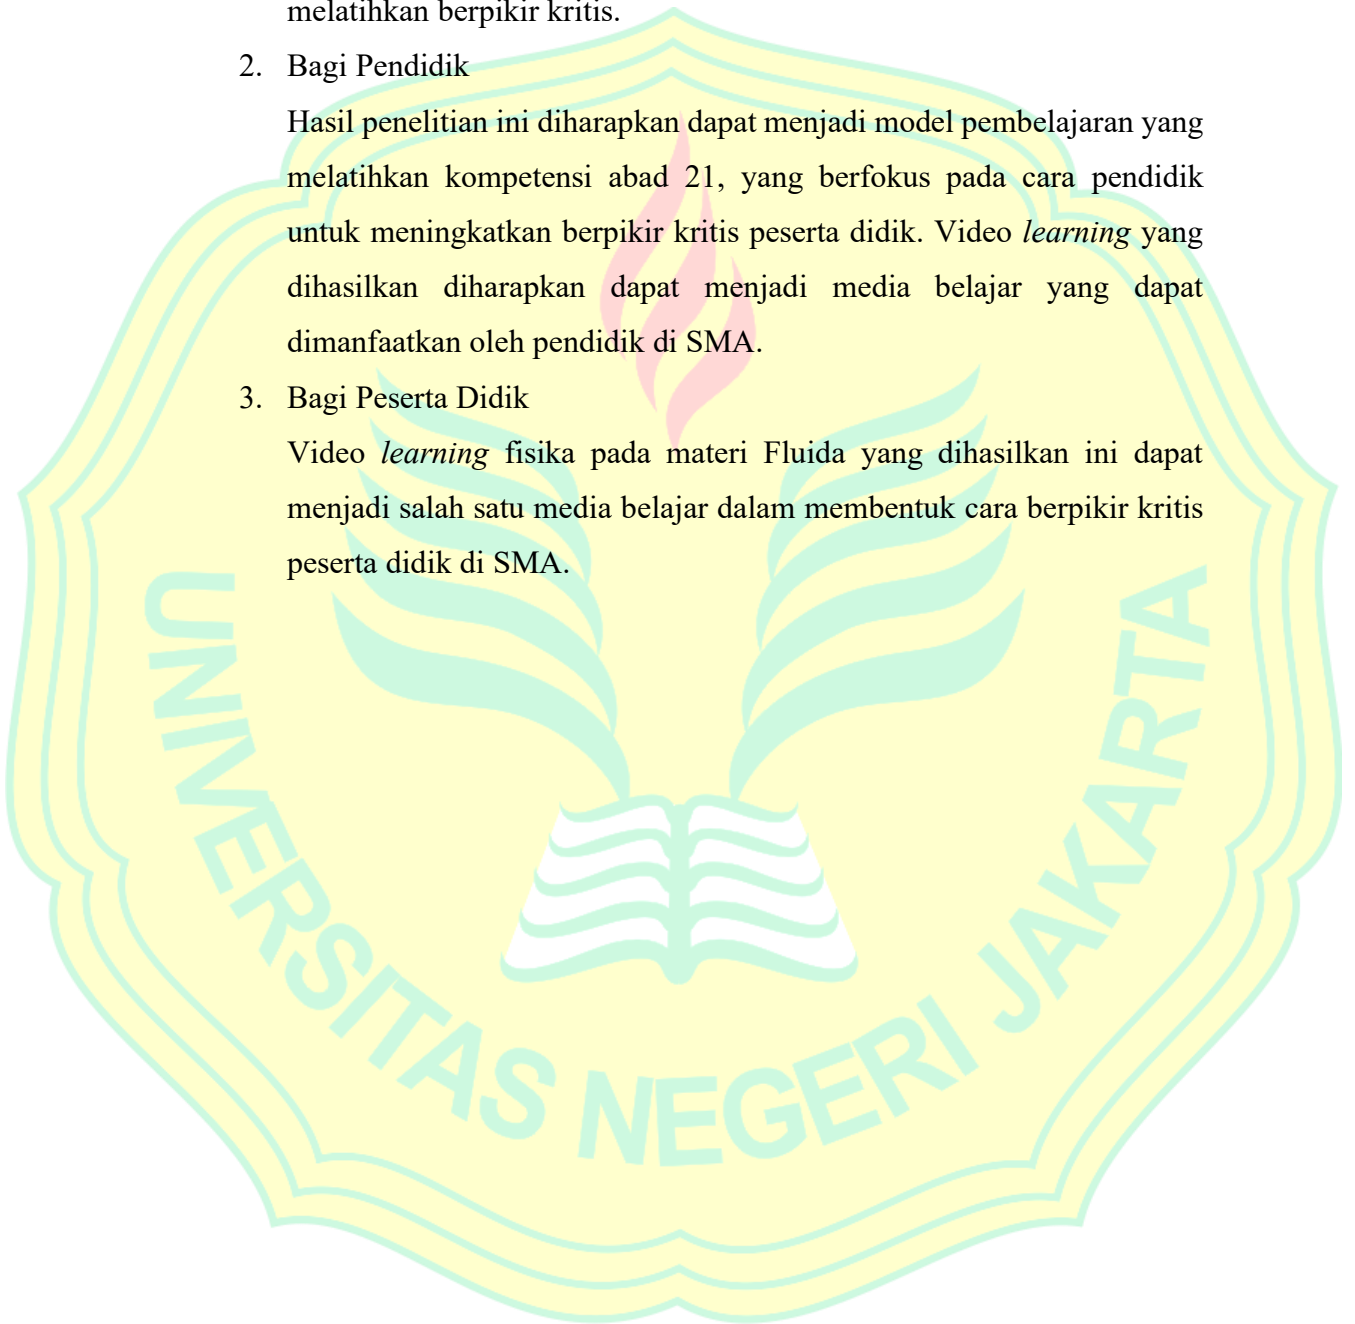 melatihkan berpikir kritis.
2. Bagi Pendidik
Hasil penelitian ini diharapkan dapat menjadi model pembelajaran yang
melatihkan kompetensi abad 21, yang berfokus pada cara pendidik
untuk meningkatkan berpikir kritis peserta didik. Video learning yang
dihasilkan diharapkan dapat menjadi media belajar yang dapat
dimanfaatkan oleh pendidik di SMA.
3. Bagi Peserta Didik
Video learning fisika pada materi Fluida yang dihasilkan ini dapat
menjadi salah satu media belajar dalam membentuk cara berpikir kritis
peserta didik di SMA.
UNIVERSITAS NEGERI JAKARTA